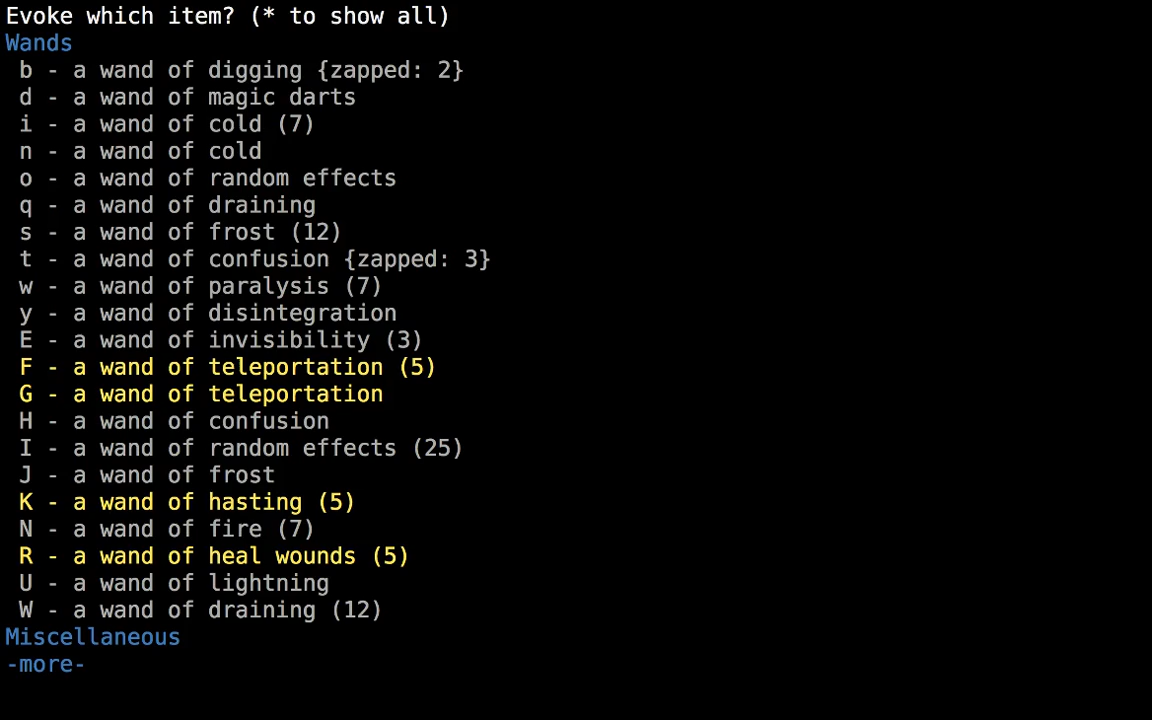 Evoke which item? (* to show all)
Wands
b - a wand of digging {zapped: 2}
d - a wand of magic darts
i - a wand of cold (7)
n - a wand of cold
o - a wand of random effects
q - a wand of draining
s - a wand of frost (12)
t - a wand of confusion {zapped: 3}
w - a wand of paralysis (7)
y - a wand of disintegration
E - a wand of invisibility (3)
F - a wand of teleportation (5)
G - a wand of teleportation
H - a wand of confusion
I - a wand of random effects (25)
J - a wand of frost
K - a wand of hasting (5)
N - a wand of fire (7)
R - a wand of heal wounds (5)
U - a wand of lightning
W - a wand of draining (12)
Miscellaneous
-more-